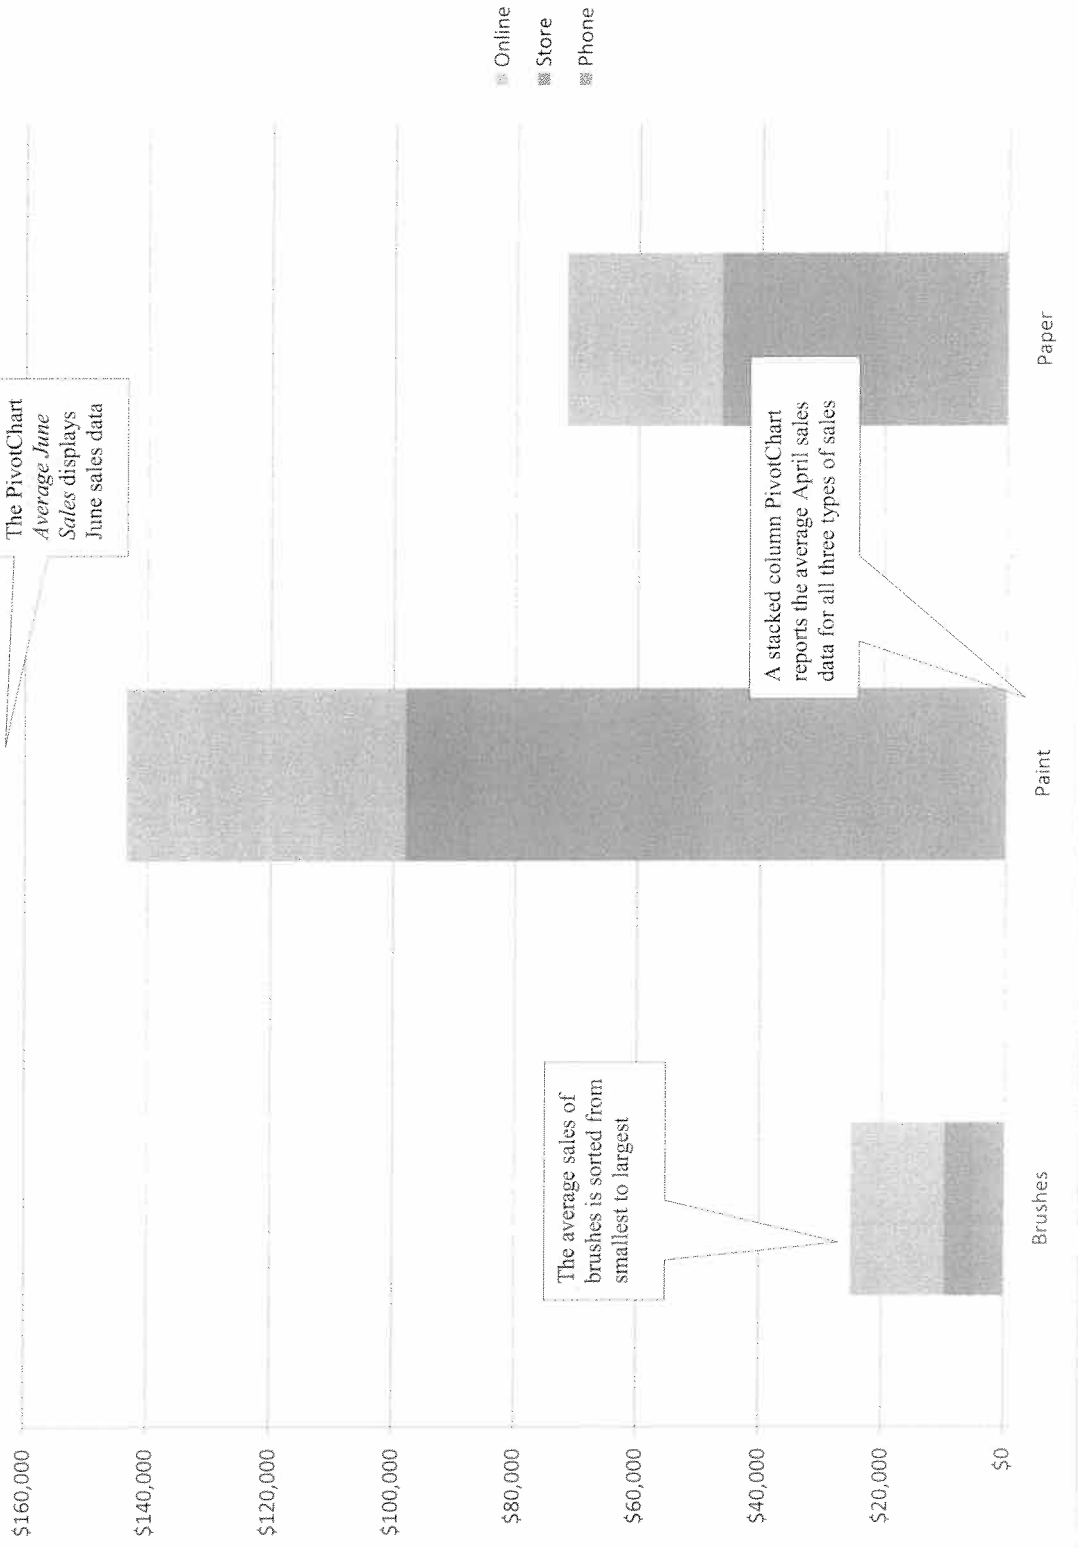 The PivotChart
Average June
Sales displays
June sales data
$160,000
$140,000
$120,000
$100,000
$80,000
$60,000
$40,000
$20,000
$0
The average sales of
brushes is sorted from
smallest to largest
A stacked column PivotChart
reports the average April sales
data for all three types of sales
Brushes
Paint
Paper
Online
Store
Phone